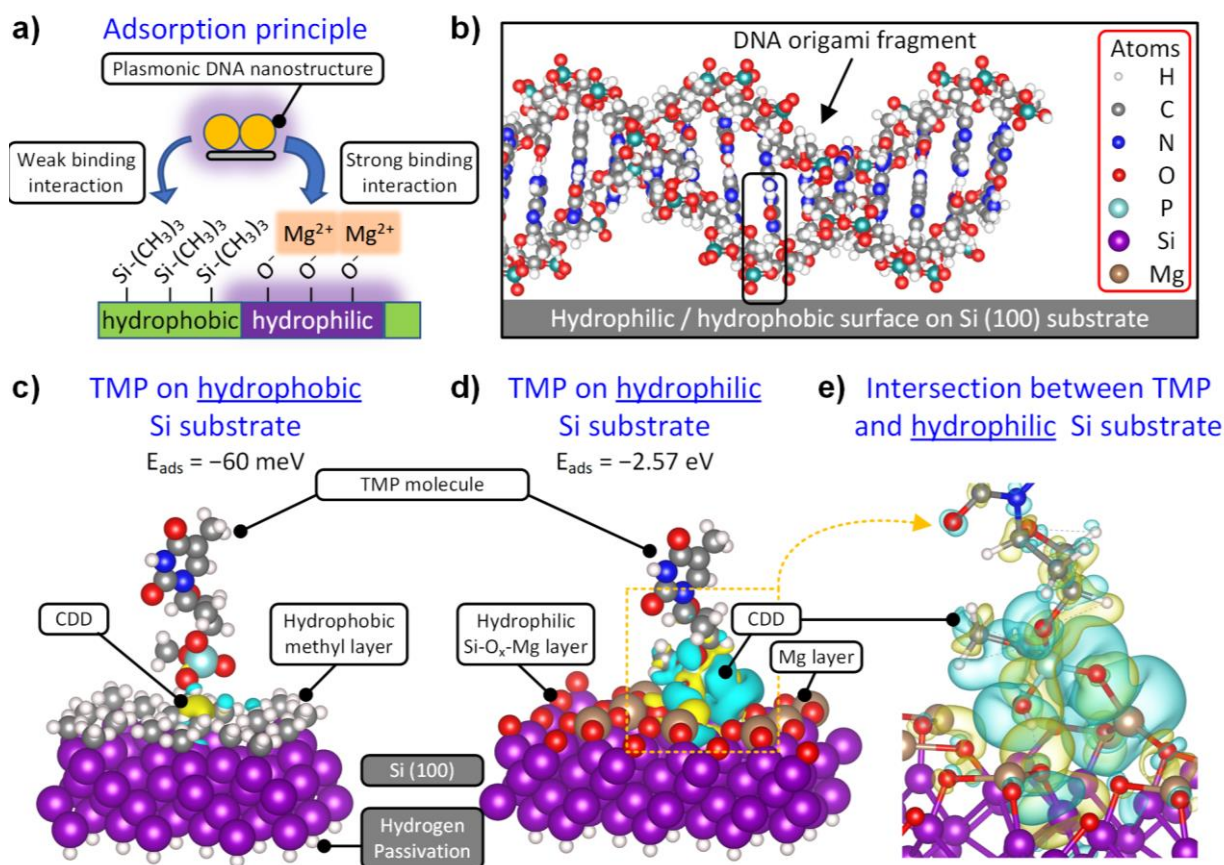 a)
Adsorption principle
Plasmonic DNA nanostructure
Weak binding
interaction
Strong binding
interaction
Si-(CH₃)₃
Si-(CH₃)₃
Si-(CH₃)₃
Mg²⁺
Mg²⁺
O⁻
O⁻
O⁻
hydrophobic
hydrophilic
b)
DNA origami fragment
Atoms
H
C
N
O
P
Si
Mg
Hydrophilic / hydrophobic surface on Si (100) substrate
c)
TMP on hydrophobic
Si substrate
E_ads = −60 meV
d)
TMP on hydrophilic
Si substrate
E_ads = −2.57 eV
e)
Intersection between TMP
and hydrophilic Si substrate
TMP molecule
CDD
Hydrophobic
methyl layer
Hydrophilic
Si-Oₓ-Mg layer
CDD
Mg layer
Si (100)
Hydrogen
Passivation